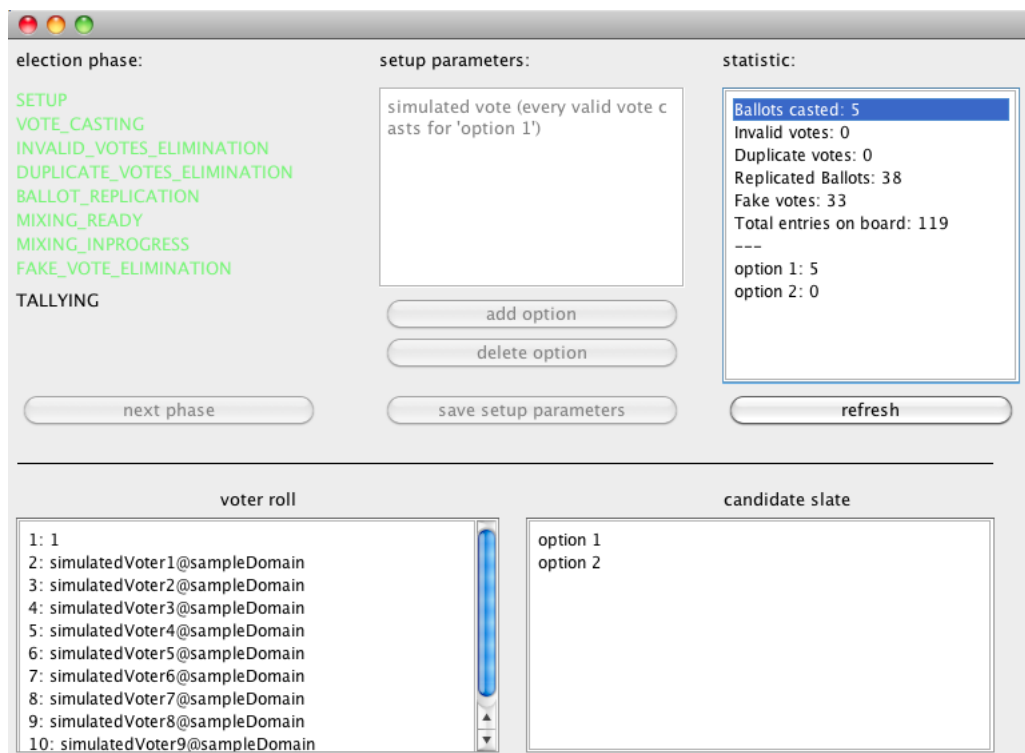 election phase:
SETUP
VOTE_CASTING
INVALID_VOTES_ELIMINATION
DUPLICATE_VOTES_ELIMINATION
BALLOT_REPLICATION
MIXING_READY
MIXING_INPROGRESS
FAKE_VOTE_ELIMINATION
TALLYING
next phase
setup parameters:
simulated vote (every valid vote c
asts for 'option 1')
add option
delete option
save setup parameters
statistic:
Ballots casted: 5
Invalid votes: 0
Duplicate votes: 0
Replicated Ballots: 38
Fake votes: 33
Total entries on board: 119
---
option 1: 5
option 2: 0
refresh
voter roll
1: 1
2: simulatedVoter1@sampleDomain
3: simulatedVoter2@sampleDomain
4: simulatedVoter3@sampleDomain
5: simulatedVoter4@sampleDomain
6: simulatedVoter5@sampleDomain
7: simulatedVoter6@sampleDomain
8: simulatedVoter7@sampleDomain
9: simulatedVoter8@sampleDomain
10: simulatedVoter9@sampleDomain
candidate slate
option 1
option 2